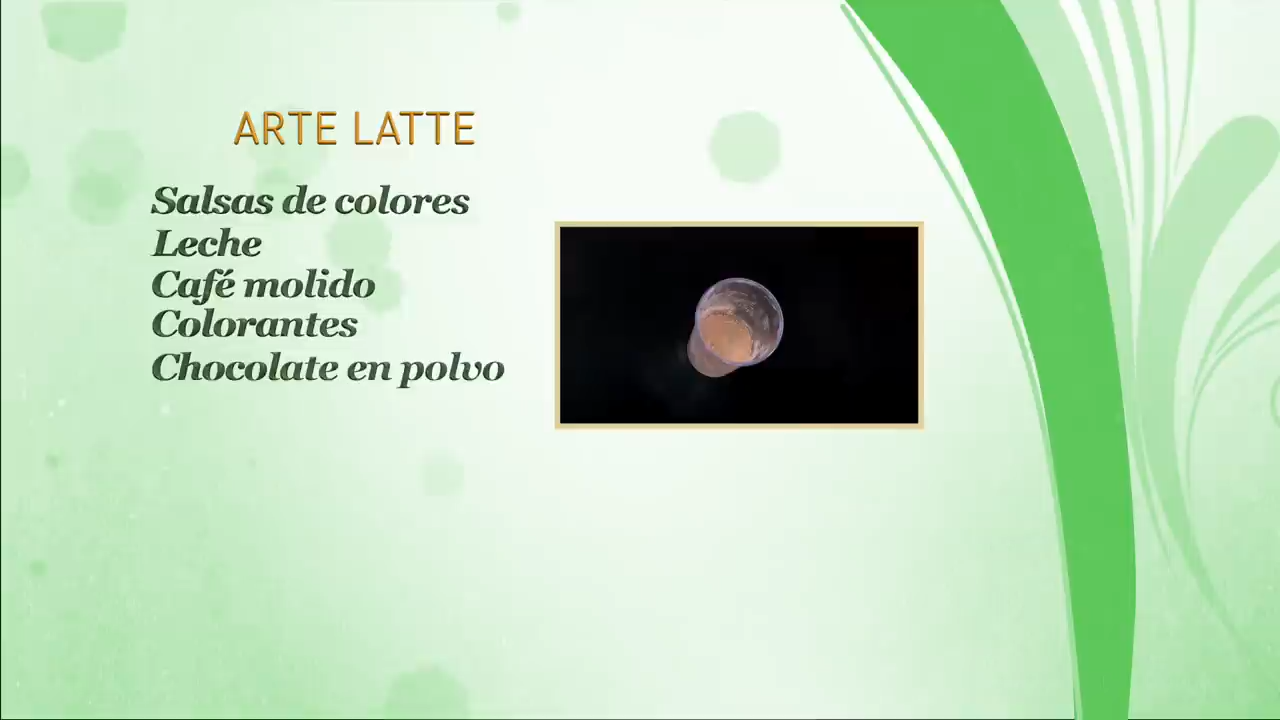 ARTE LATTE
Salsas de colores
Leche
Café molido
Colorantes
Chocolate en polvo